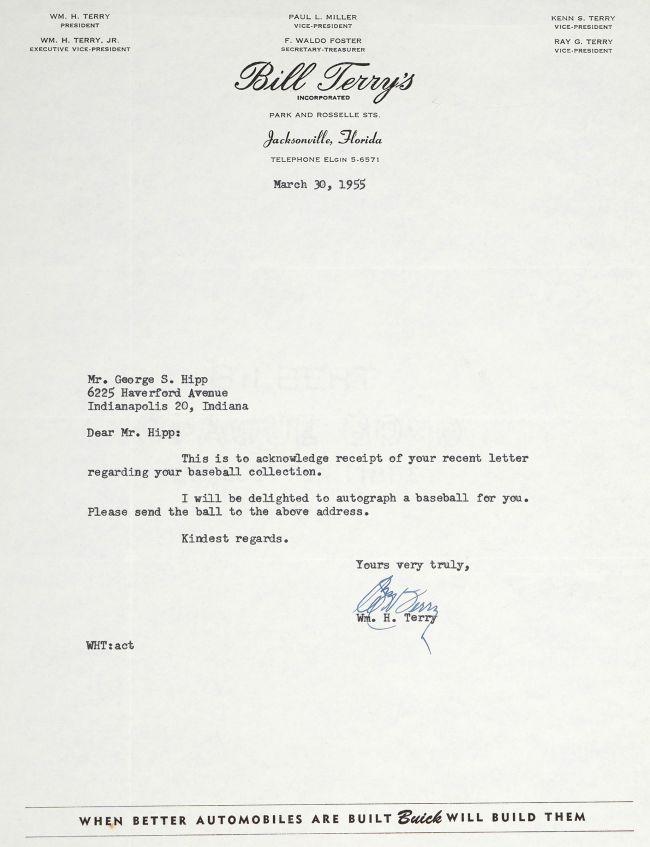 WM. H. TERRY
PRESIDENT
WM. H. TERRY, JR.
EXECUTIVE VICE-PRESIDENT
PAUL L. MILLER
VICE-PRESIDENT
F. WALDO FOSTER
SECRETARY-TREASURER
KENN S. TERRY
VICE-PRESIDENT
RAY G. TERRY
VICE-PRESIDENT
Bill Terry's
INCORPORATED
PARK AND ROSSELLE STS.
Jacksonville, Florida
TELEPHONE ELGIN 5-6571
March 30, 1955
Mr. George S. Hipp
6225 Haverford Avenue
Indianapolis 20, Indiana
Dear Mr. Hipp:
This is to acknowledge receipt of your recent letter
regarding your baseball collection.
I will be delighted to autograph a baseball for you.
Please send the ball to the above address.
Kindest regards.
Yours very truly,
Bill Terry
Wm. H. Terry
WHT:act
WHEN BETTER AUTOMOBILES ARE BUILT Buick WILL BUILD THEM